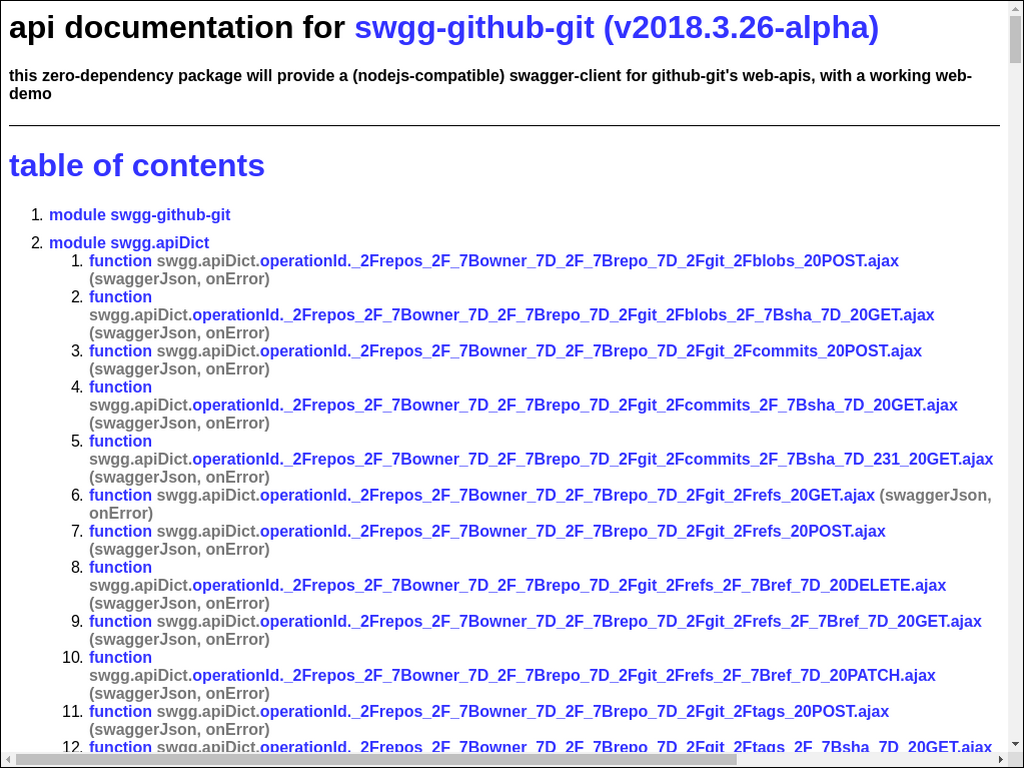 api documentation for swgg-github-git (v2018.3.26-alpha)
this zero-dependency package will provide a (nodejs-compatible) swagger-client for github-git's web-apis, with a working web-
demo
table of contents
1. module swgg-github-git
2. module swgg.apiDict
1. function swgg.apiDict.operationId._2Frepos_2F_7Bowner_7D_2F_7Brepo_7D_2Fgit_2Fblobs_20POST.ajax
(swaggerJson, onError)
2. function
swgg.apiDict.operationId._2Frepos_2F_7Bowner_7D_2F_7Brepo_7D_2Fgit_2Fblobs_2F_7Bsha_7D_20GET.ajax
(swaggerJson, onError)
3. function swgg.apiDict.operationId._2Frepos_2F_7Bowner_7D_2F_7Brepo_7D_2Fgit_2Fcommits_20POST.ajax
(swaggerJson, onError)
4. function
swgg.apiDict.operationId._2Frepos_2F_7Bowner_7D_2F_7Brepo_7D_2Fgit_2Fcommits_2F_7Bsha_7D_20GET.ajax
(swaggerJson, onError)
5. function
swgg.apiDict.operationId._2Frepos_2F_7Bowner_7D_2F_7Brepo_7D_2Fgit_2Fcommits_2F_7Bsha_7D_231_20GET.ajax
(swaggerJson, onError)
6. function swgg.apiDict.operationId._2Frepos_2F_7Bowner_7D_2F_7Brepo_7D_2Fgit_2Frefs_20GET.ajax (swaggerJson,
onError)
7. function swgg.apiDict.operationId._2Frepos_2F_7Bowner_7D_2F_7Brepo_7D_2Fgit_2Frefs_20POST.ajax
(swaggerJson, onError)
8. function
swgg.apiDict.operationId._2Frepos_2F_7Bowner_7D_2F_7Brepo_7D_2Fgit_2Frefs_2F_7Bref_7D_20DELETE.ajax
(swaggerJson, onError)
9. function swgg.apiDict.operationId._2Frepos_2F_7Bowner_7D_2F_7Brepo_7D_2Fgit_2Frefs_2F_7Bref_7D_20GET.ajax
(swaggerJson, onError)
10. function
swgg.apiDict.operationId._2Frepos_2F_7Bowner_7D_2F_7Brepo_7D_2Fgit_2Frefs_2F_7Bref_7D_20PATCH.ajax
(swaggerJson, onError)
11. function swgg.apiDict.operationId._2Frepos_2F_7Bowner_7D_2F_7Brepo_7D_2Fgit_2Ftags_20POST.ajax
(swaggerJson, onError)
12. function swgg.apiDict.operationId._2Frepos_2F_7Bowner_7D_2F_7Brepo_7D_2Fgit_2Ftags_2F_7Bsha_7D_20GET.ajax